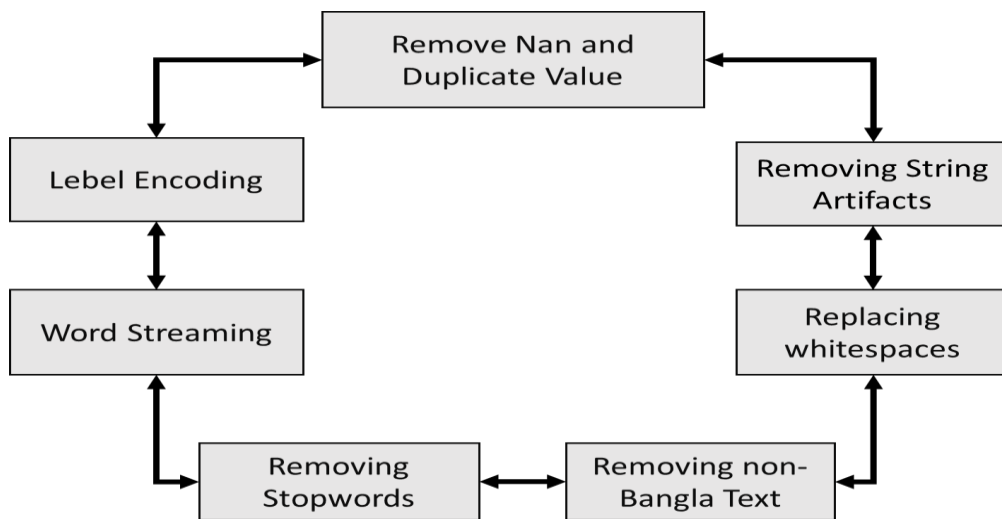 Remove Nan and
Duplicate Value
Lebel Encoding
Removing String
Artifacts
Word Streaming
Replacing
whitespaces
Removing
Stopwords
Removing non-
Bangla Text